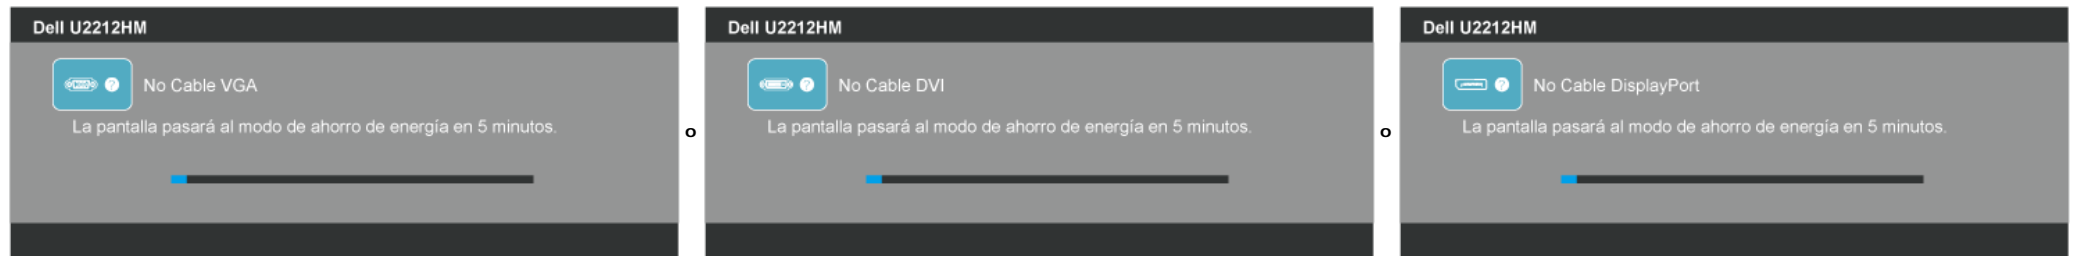 Dell U2212HM
No Cable VGA
La pantalla pasará al modo de ahorro de energía en 5 minutos.
o
Dell U2212HM
No Cable DVI
La pantalla pasará al modo de ahorro de energía en 5 minutos.
o
Dell U2212HM
No Cable DisplayPort
La pantalla pasará al modo de ahorro de energía en 5 minutos.